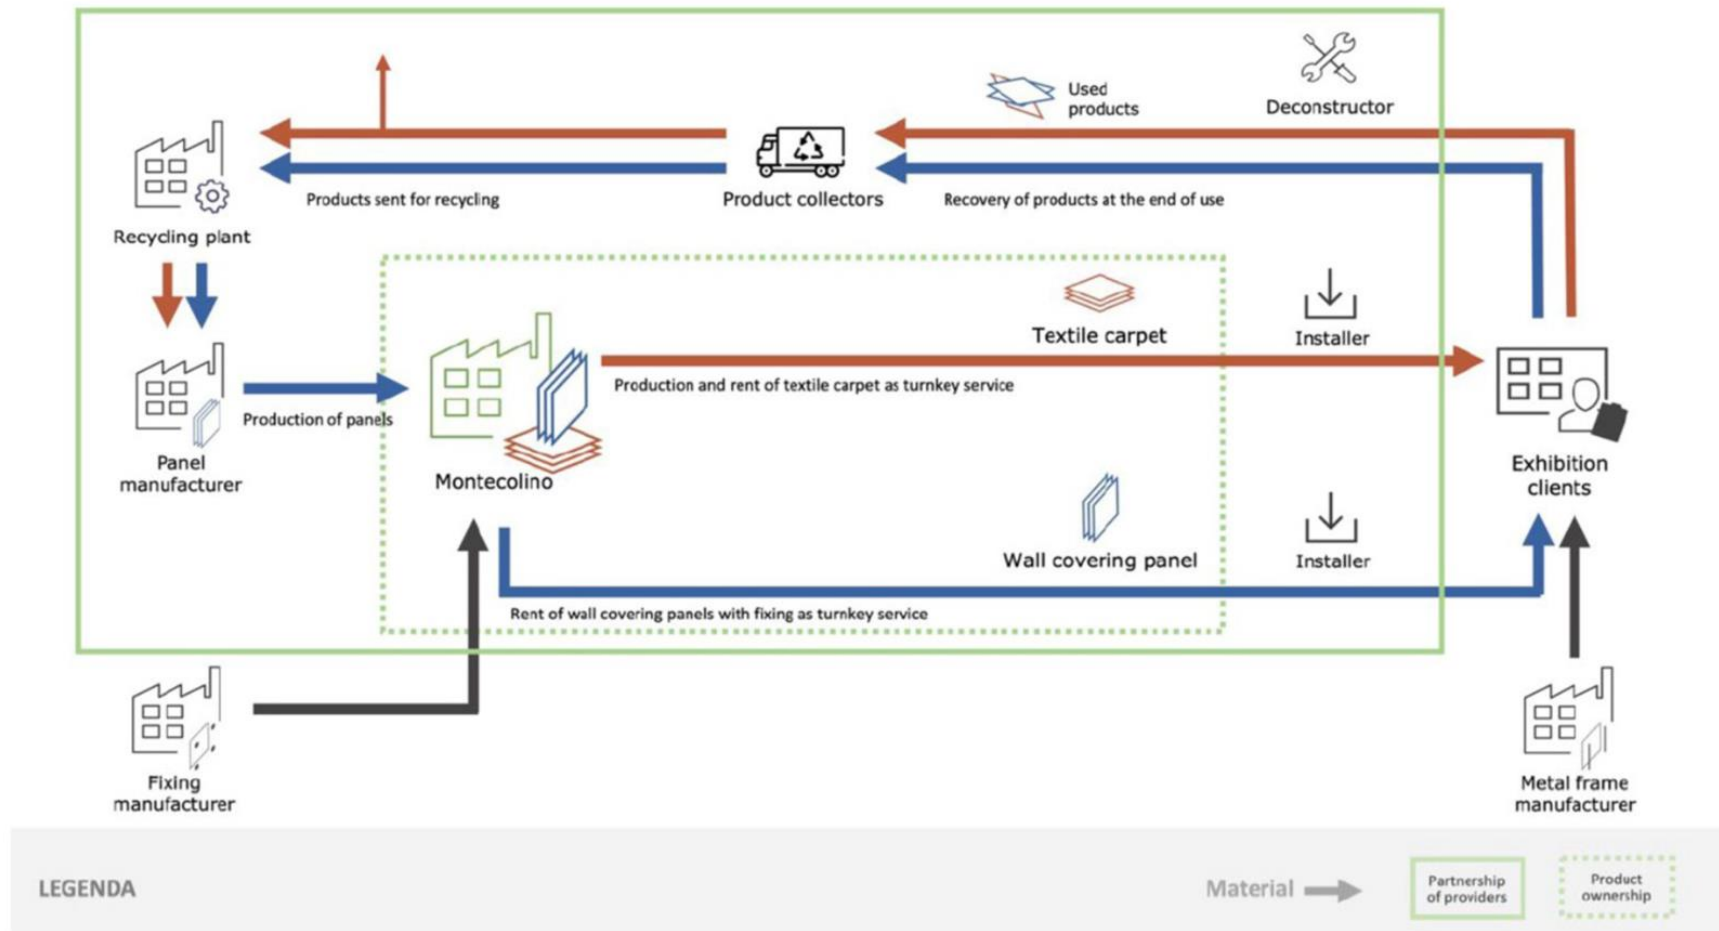 Used
products
Deconstructor
Products sent for recycling
Product collectors
Recovery of products at the end of use
Recycling plant
Textile carpet
Installer
Production and rent of textile carpet as turnkey service
Production of panels
Panel
manufacturer
Montecolino
Exhibition
clients
Wall covering panel
Installer
Rent of wall covering panels with fixing as turnkey service
Fixing
manufacturer
Metal frame
manufacturer
LEGENDA
Material
Partnership
of providers
Product
ownership